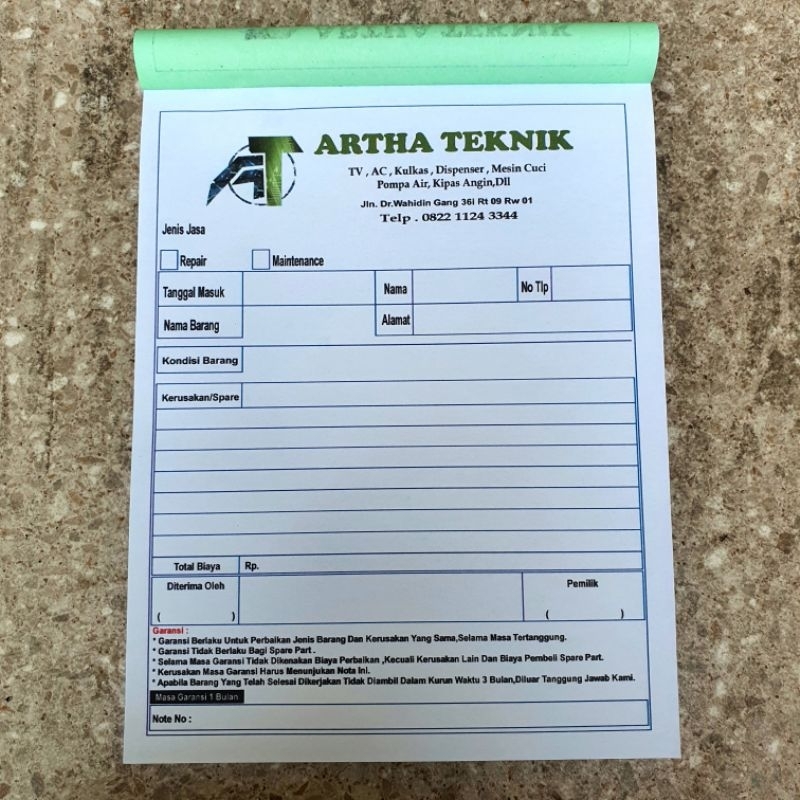 AT
ARTHA TEKNIK
TV , AC , Kulkas , Dispenser , Mesin Cuci
Pompa Air, Kipas Angin,Dll
Jln. Dr.Wahidin Gang 36i Rt 09 Rw 01
Telp . 0822 1124 3344
Jenis Jasa
Repair Maintenance
Tanggal Masuk Nama No Tlp
Nama Barang Alamat
Kondisi Barang
Kerusakan/Spare
Total Biaya Rp.
Diterima Oleh Pemilik
( ) ( )
Garansi :
* Garansi Berlaku Untuk Perbaikan Jenis Barang Dan Kerusakan Yang Sama,Selama Masa Tertanggung.
* Garansi Tidak Berlaku Bagi Spare Part .
* Selama Masa Garansi Tidak Dikenakan Biaya Perbaikan ,Kecuali Kerusakan Lain Dan Biaya Pembeli Spare Part.
* Kerusakan Masa Garansi Harus Menunjukan Nota Ini.
* Apabila Barang Yang Telah Selesai Dikerjakan Tidak Diambil Dalam Kurun Waktu 3 Bulan,Diluar Tanggung Jawab Kami.
Masa Garansi 1 Bulan
Note No :